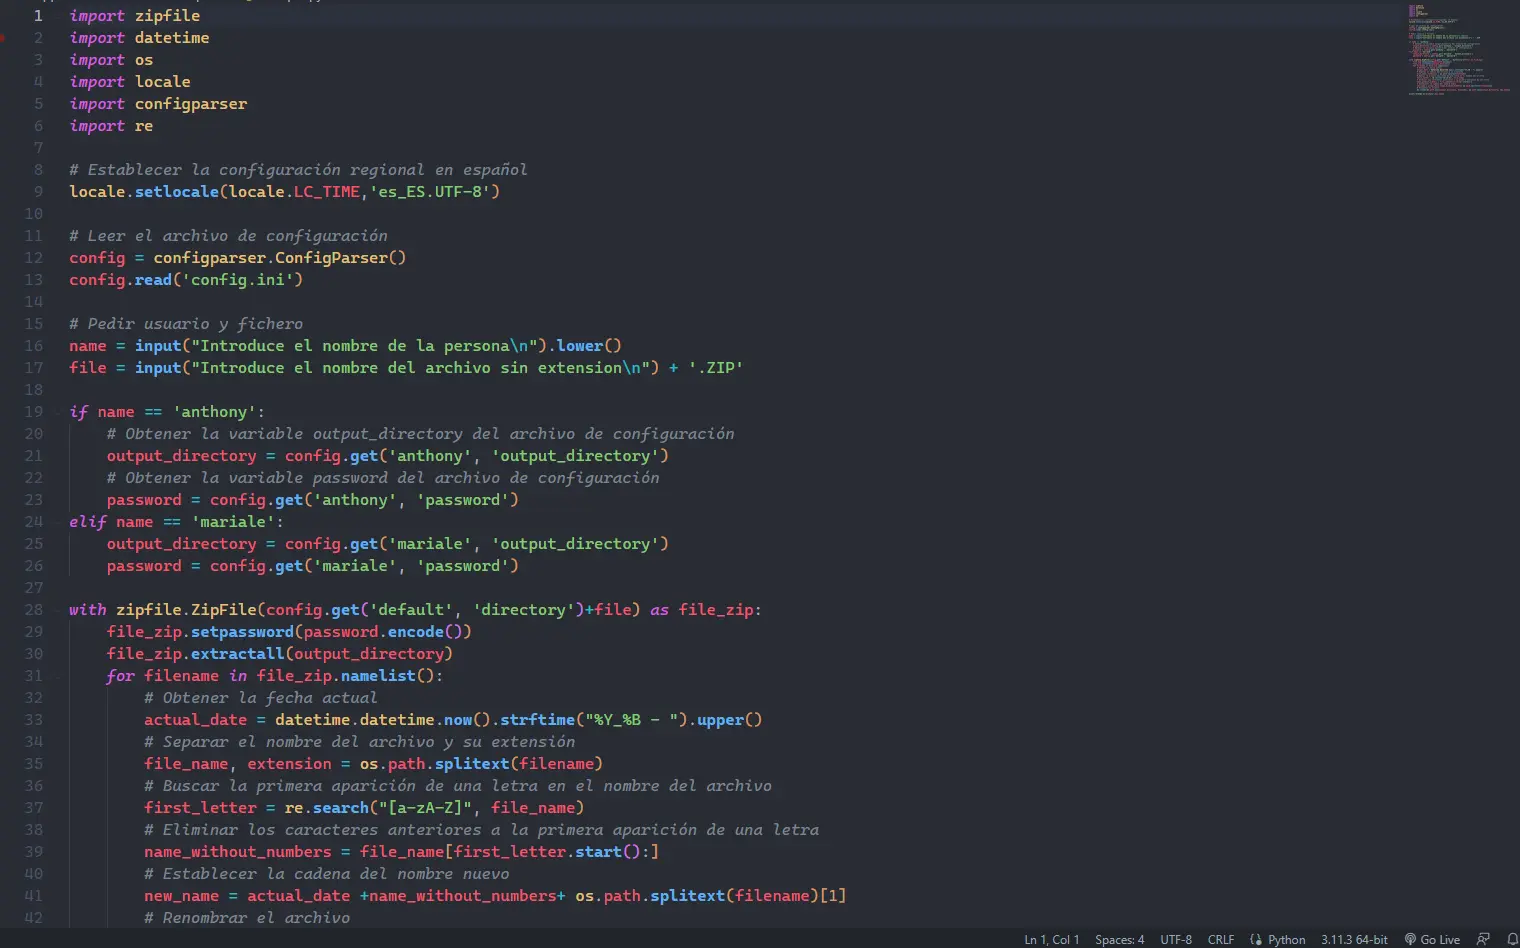 1 import zipfile
2 import datetime
3 import os
4 import locale
5 import configparser
6 import re
7
8 # Establecer la configuración regional en español
9 locale.setlocale(locale.LC_TIME,'es_ES.UTF-8')
10
11 # Leer el archivo de configuración
12 config = configparser.ConfigParser()
13 config.read('config.ini')
14
15 # Pedir usuario y fichero
16 name = input("Introduce el nombre de la persona\n").lower()
17 file = input("Introduce el nombre del archivo sin extension\n") + '.ZIP'
18
19 if name == 'anthony':
20 # Obtener la variable output_directory del archivo de configuración
21 output_directory = config.get('anthony', 'output_directory')
22 # Obtener la variable password del archivo de configuración
23 password = config.get('anthony', 'password')
24 elif name == 'mariale':
25 output_directory = config.get('mariale', 'output_directory')
26 password = config.get('mariale', 'password')
27
28 with zipfile.ZipFile(config.get('default', 'directory')+file) as file_zip:
29 file_zip.setpassword(password.encode())
30 file_zip.extractall(output_directory)
31 for filename in file_zip.namelist():
32 # Obtener la fecha actual
33 actual_date = datetime.datetime.now().strftime("%Y_%B - ").upper()
34 # Separar el nombre del archivo y su extensión
35 file_name, extension = os.path.splitext(filename)
36 # Buscar la primera aparición de una letra en el nombre del archivo
37 first_letter = re.search("[a-zA-Z]", file_name)
38 # Eliminar los caracteres anteriores a la primera aparición de una letra
39 name_without_numbers = file_name[first_letter.start():]
40 # Establecer la cadena del nombre nuevo
41 new_name = actual_date +name_without_numbers+ os.path.splitext(filename)[1]
42 # Renombrar el archivo
Ln 1, Col 1 Spaces: 4 UTF-8 CRLF Python 3.11.3 64-bit Go Live